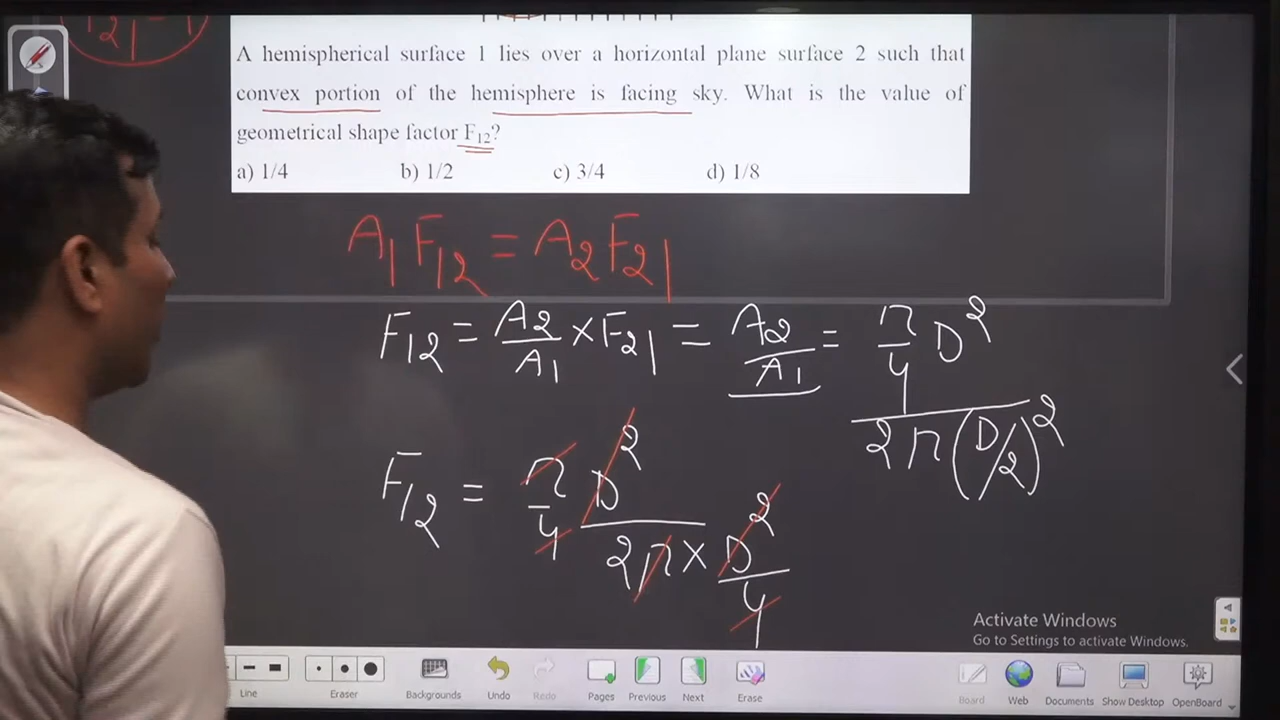 F21 = 1
A hemispherical surface 1 lies over a horizontal plane surface 2 such that
convex portion of the hemisphere is facing sky. What is the value of
geometrical shape factor F₁₂?
a) 1/4 b) 1/2 c) 3/4 d) 1/8
A₁ F₁₂ = A₂ F₂₁
F₁₂ = A₂/A₁ × F₂₁ = A₂/A₁ = π/4 D² / 2π(D/2)²
F₁₂ = π/4 D² / 2π × D²/4
Activate Windows
Go to Settings to activate Windows.
Line Eraser Backgrounds Undo Redo Pages Previous Next Erase Board Web Documents Show Desktop OpenBoard